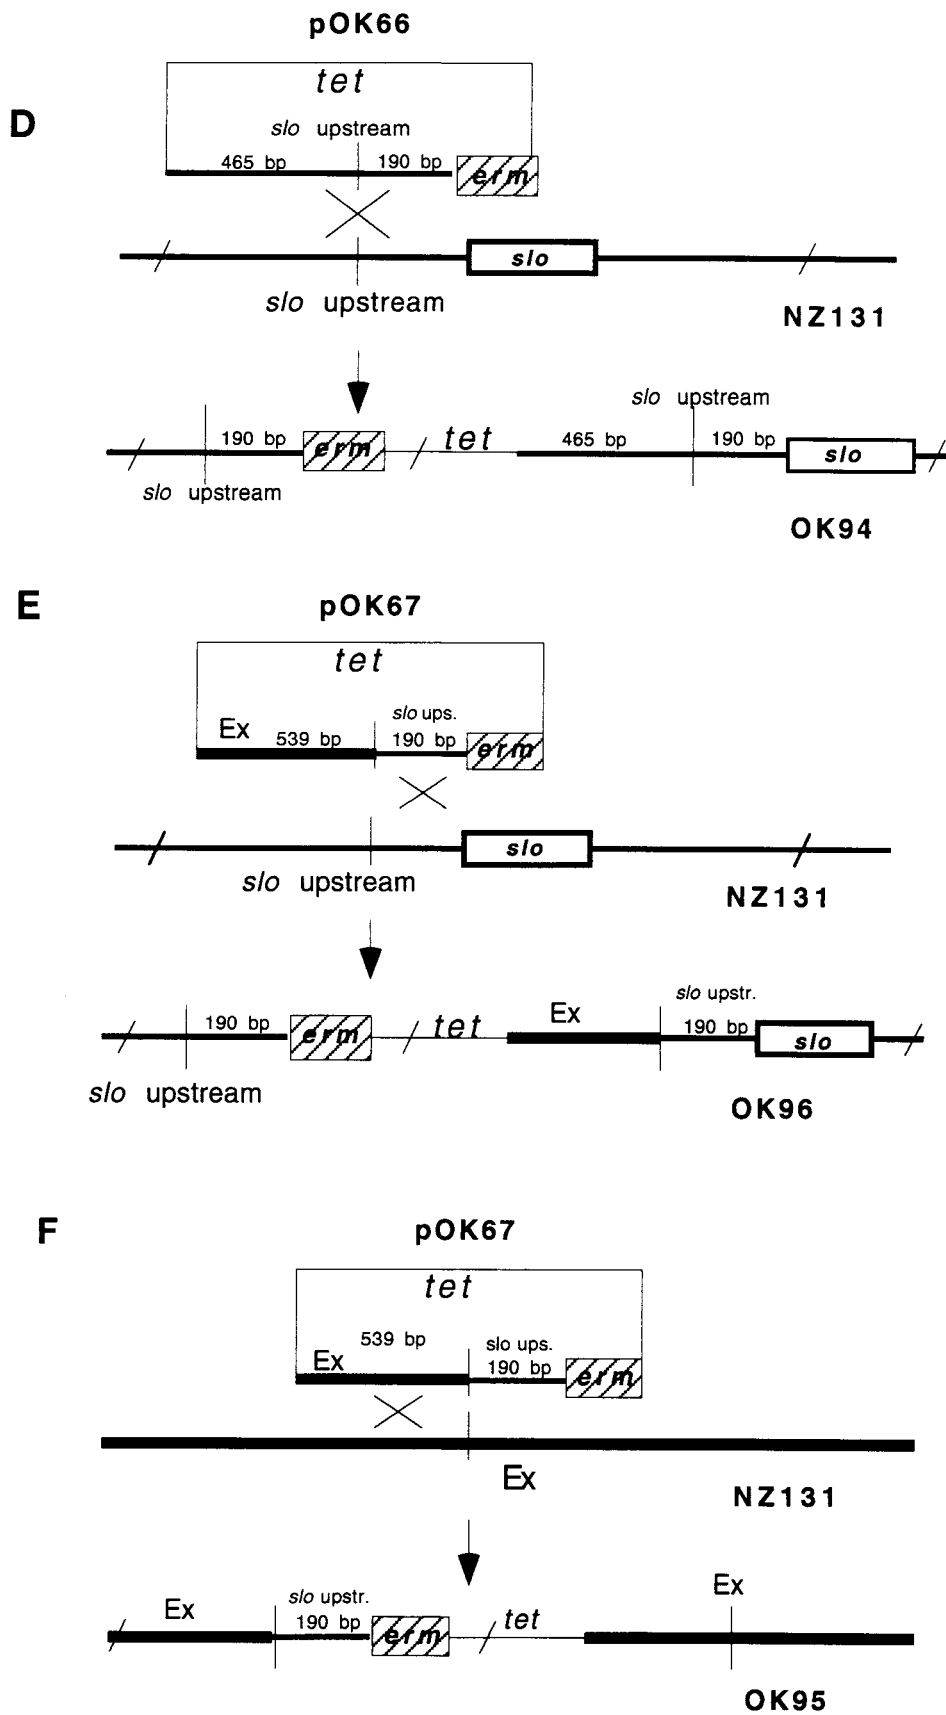 pOK66
D
tet
slo upstream
465 bp 190 bp erm
slo
slo upstream
NZ131
slo upstream
190 bp erm tet 465 bp 190 bp slo
slo upstream
OK94
E
pOK67
tet
Ex 539 bp slo ups. 190 bp erm
slo
slo upstream
NZ131
slo upstr.
190 bp erm tet Ex 190 bp slo
slo upstream
OK96
F
pOK67
tet
539 bp slo ups.
Ex 190 bp erm
Ex
NZ131
Ex
Ex slo upstr. 190 bp erm tet
OK95